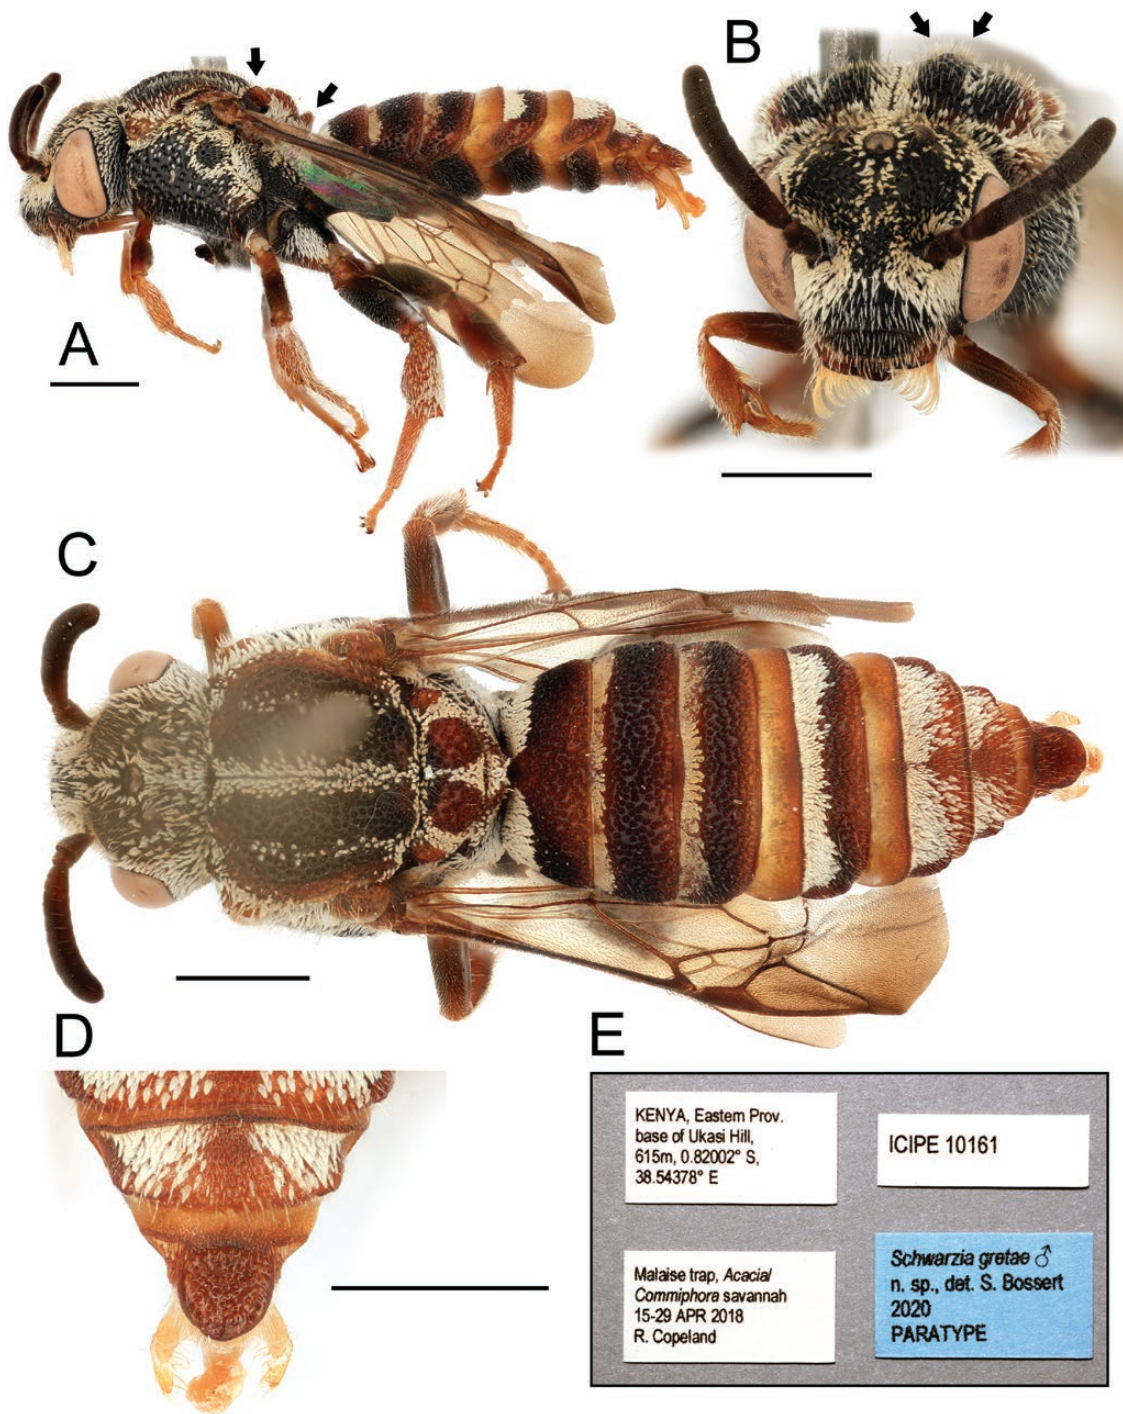 A
B
C
D
E
KENYA, Eastern Prov.
base of Ukasi Hill,
615m, 0.82002° S,
38.54378° E
ICIPE 10161
Malaise trap, Acacia/
Commiphora savannah
15-29 APR 2018
R. Copeland
Schwarzia gretae ♂
n. sp., det. S. Bossert
2020
PARATYPE